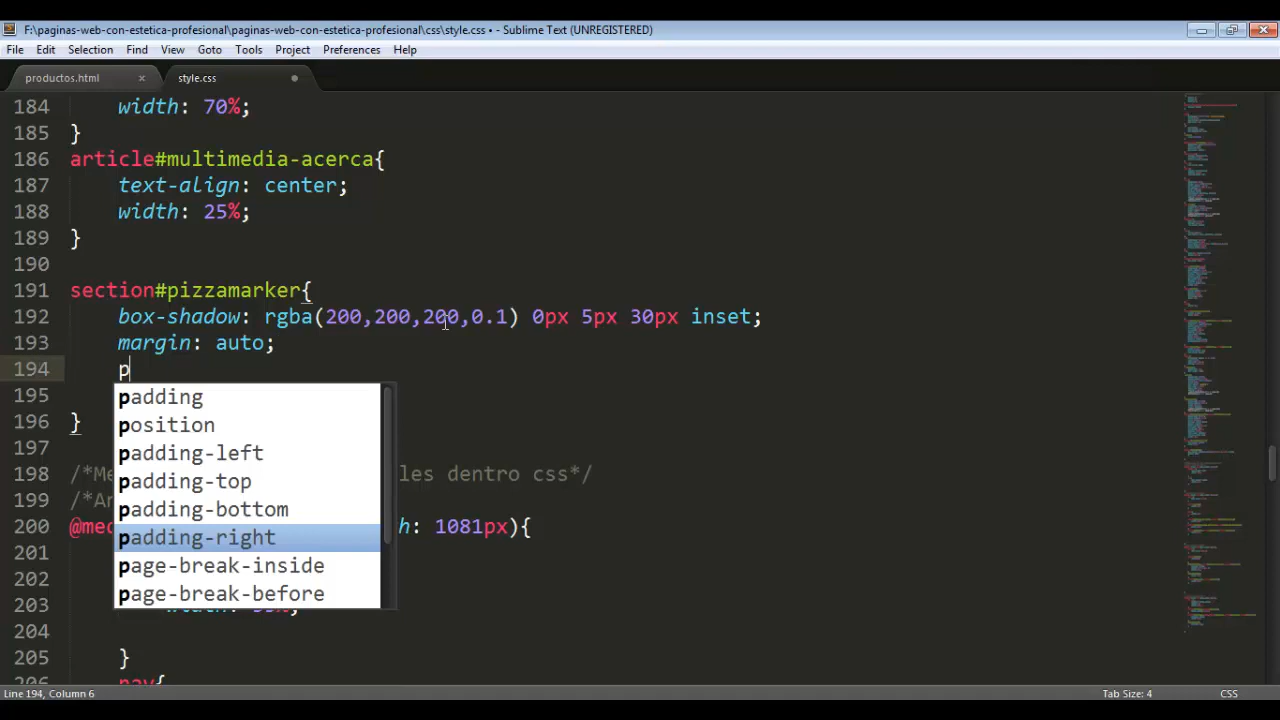 F:\paginas-web-con-estetica-profesional\paginas-web-con-estetica-profesional\css\style.css • - Sublime Text (UNREGISTERED)
File Edit Selection Find View Goto Tools Project Preferences Help
productos.html × style.css
184 width: 70%;
185 }
186 article#multimedia-acerca{
187 text-align: center;
188 width: 25%;
189 }
190
191 section#pizzamarker{
192 box-shadow: rgba(200,200,200,0.1) 0px 5px 30px inset;
193 margin: auto;
194 p
195 padding
196 }
position
197 padding-left
198 /*Me les dentro css*/
padding-top
199 /*An
padding-bottom
200 @med h: 1081px){
padding-right
201
page-break-inside
202
page-break-before
203
204
205 }
206 nav{
Line 194, Column 6 Tab Size: 4 CSS